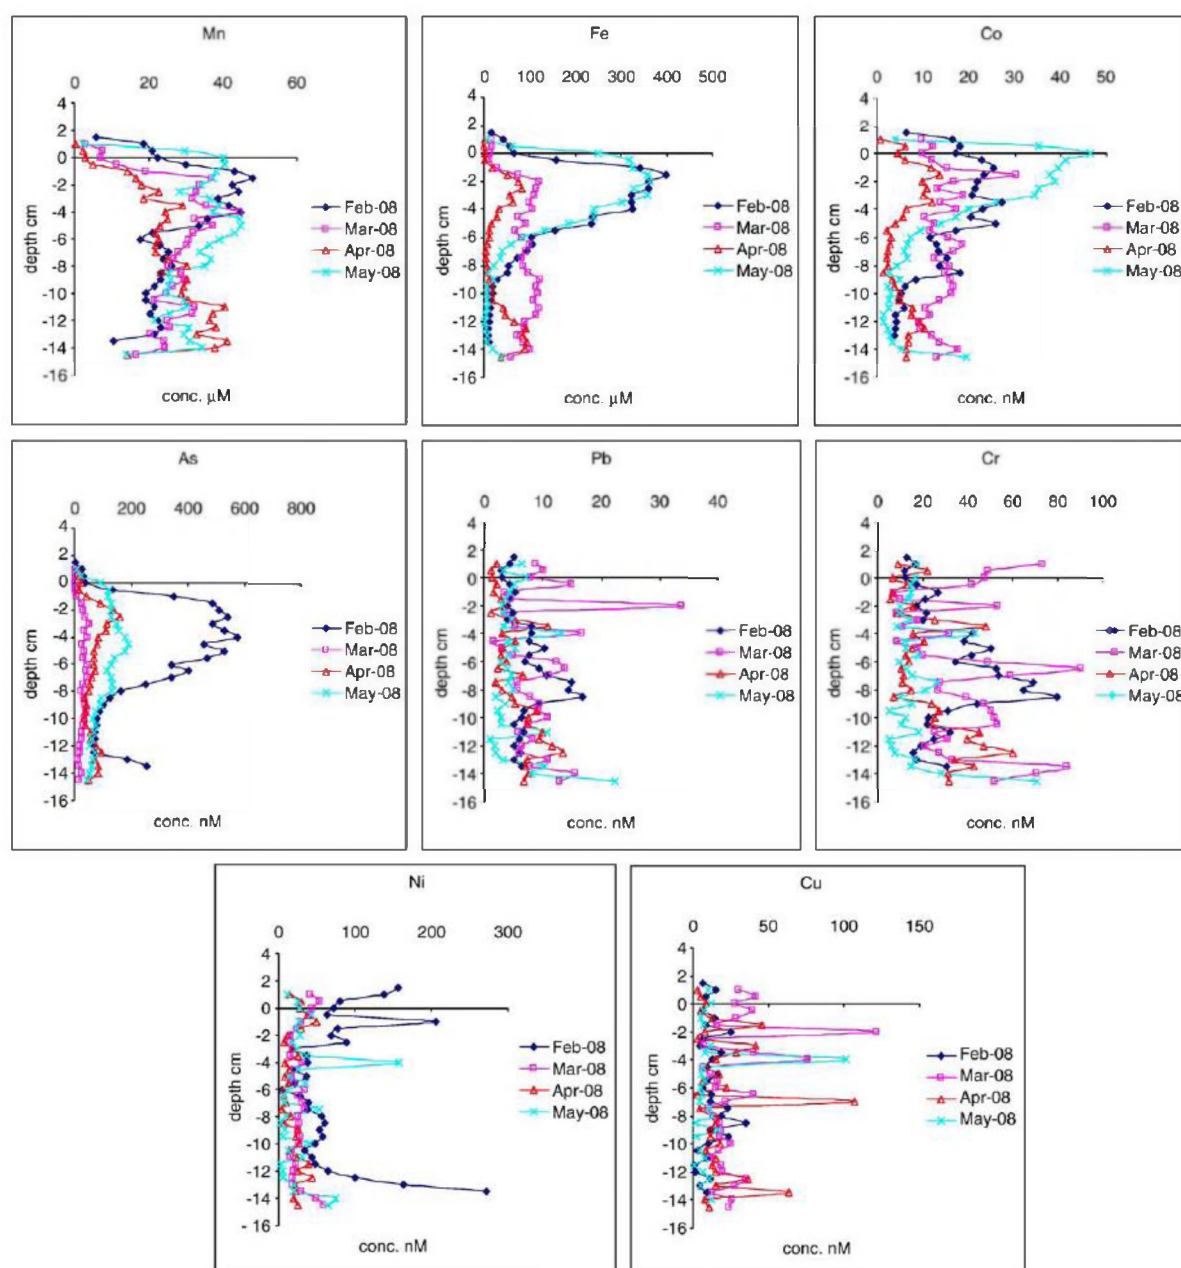 Mn
0 20 40 60
4
2
0
-2
-4
-6
-8
-10
-12
-14
-16
depth cm
Feb-08
Mar-08
Apr-08
May-08
conc. μM
Fe
0 100 200 300 400 500
4
2
0
-2
-4
-6
-8
-10
-12
-14
-16
depth cm
Feb-08
Mar-08
Apr-08
May-08
conc. μM
Co
0 10 20 30 40 50
4
2
0
-2
-4
-6
-8
-10
-12
-14
-16
depth cm
Feb-08
Mar-08
Apr-08
May-08
conc. nM
As
0 200 400 600 800
4
2
0
-2
-4
-6
-8
-10
-12
-14
-16
depth cm
Feb-08
Mar-08
Apr-08
May-08
conc. nM
Pb
0 10 20 30 40
4
2
0
-2
-4
-6
-8
-10
-12
-14
-16
depth cm
Feb-08
Mar-08
Apr-08
May-08
conc. nM
Cr
0 20 40 60 80 100
4
2
0
-2
-4
-6
-8
-10
-12
-14
-16
depth cm
Feb-08
Mar-08
Apr-08
May-08
conc. nM
Ni
0 100 200 300
4
2
0
-2
-4
-6
-8
-10
-12
-14
- 16
depth cm
Feb-08
Mar-08
Apr-08
May-08
conc. nM
Cu
0 50 100 150
4
2
0
-2
-4
-6
-8
-10
-12
-14
-16
depth cm
Feb-08
Mar-08
Apr-08
May-08
conc. nM